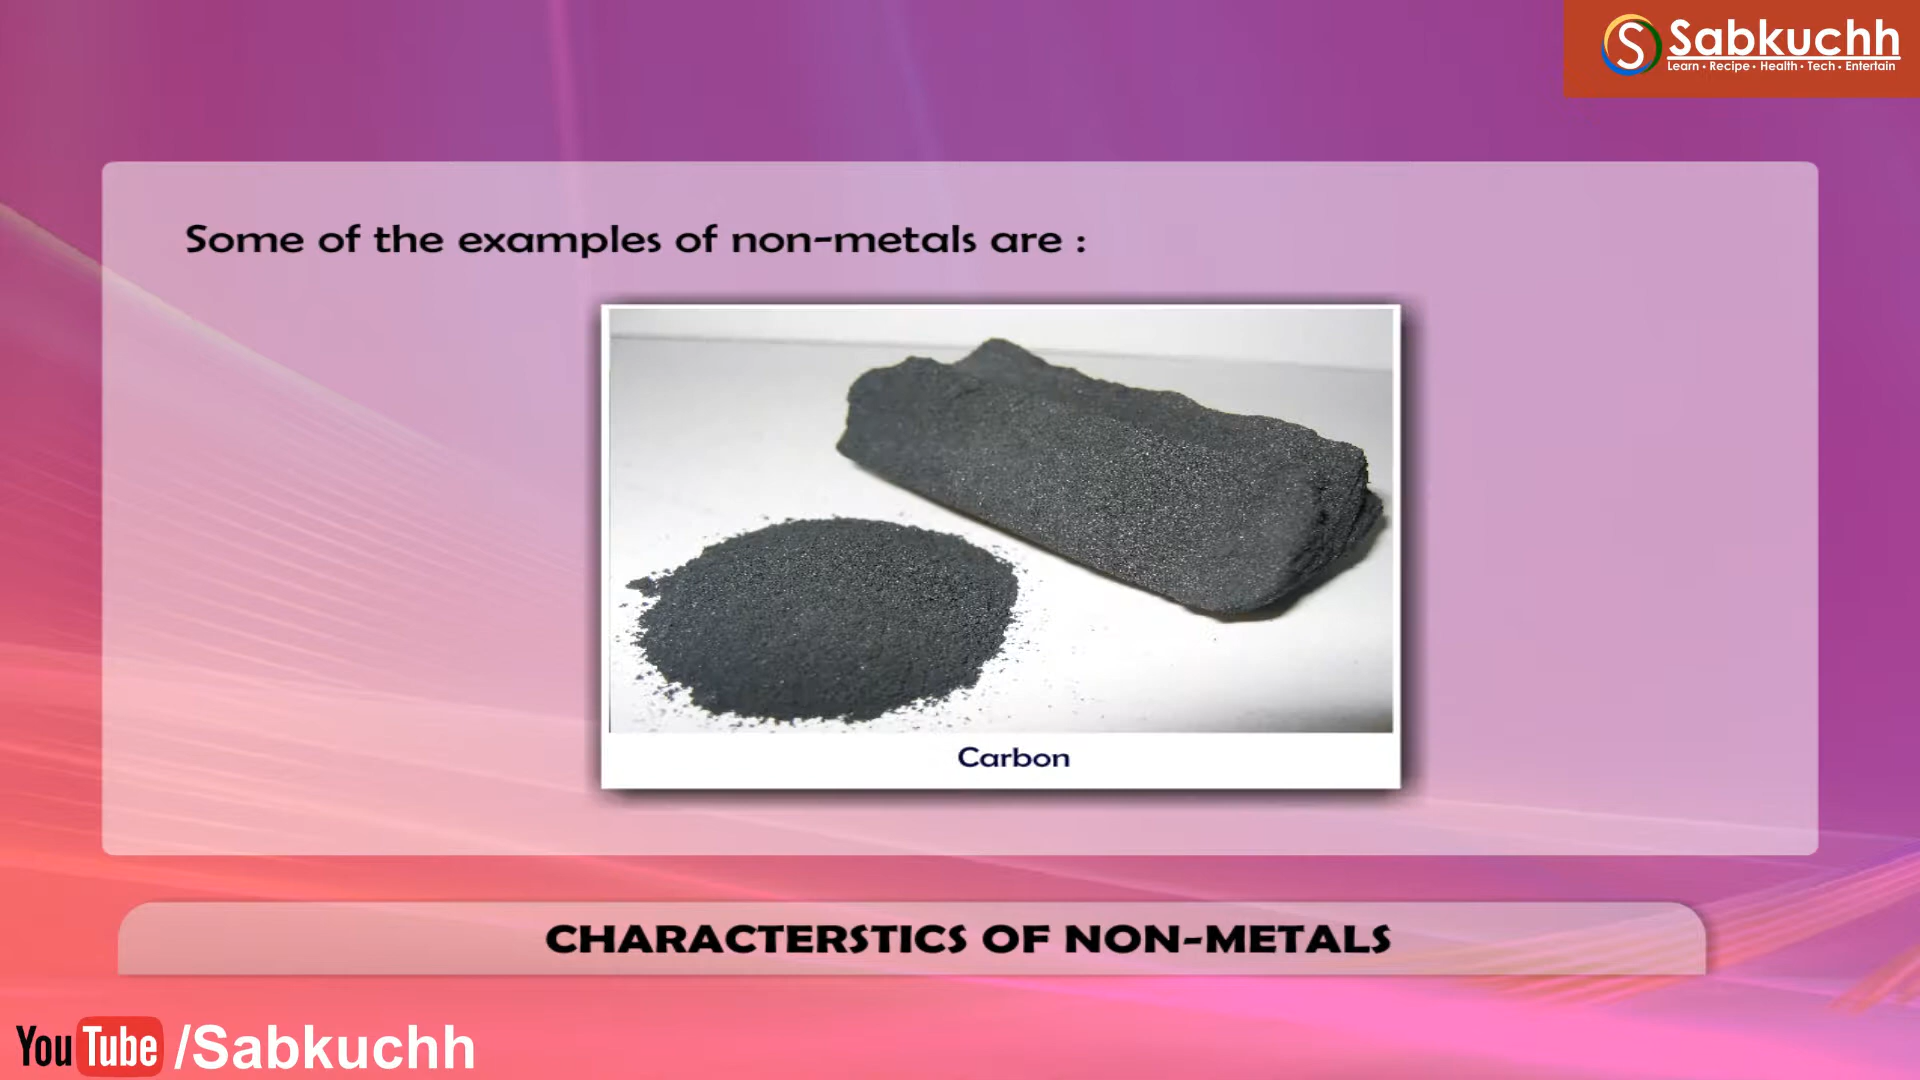 Sabkuchh
Learn • Recipe • Health • Tech • Entertain
Some of the examples of non-metals are :
Carbon
CHARACTERSTICS OF NON-METALS
YouTube /Sabkuchh